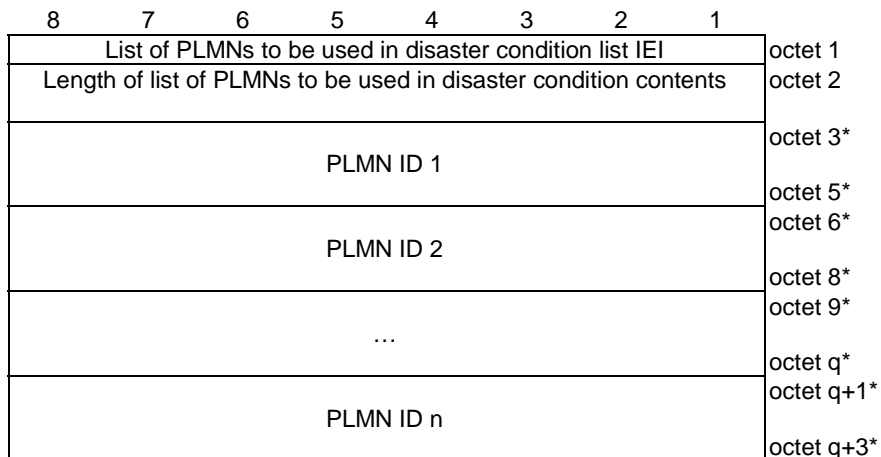 8 7 6 5 4 3 2 1
List of PLMNs to be used in disaster condition list IEI octet 1
Length of list of PLMNs to be used in disaster condition contents octet 2
octet 3*
PLMN ID 1
octet 5*
octet 6*
PLMN ID 2
octet 8*
octet 9*
…
octet q*
octet q+1*
PLMN ID n
octet q+3*